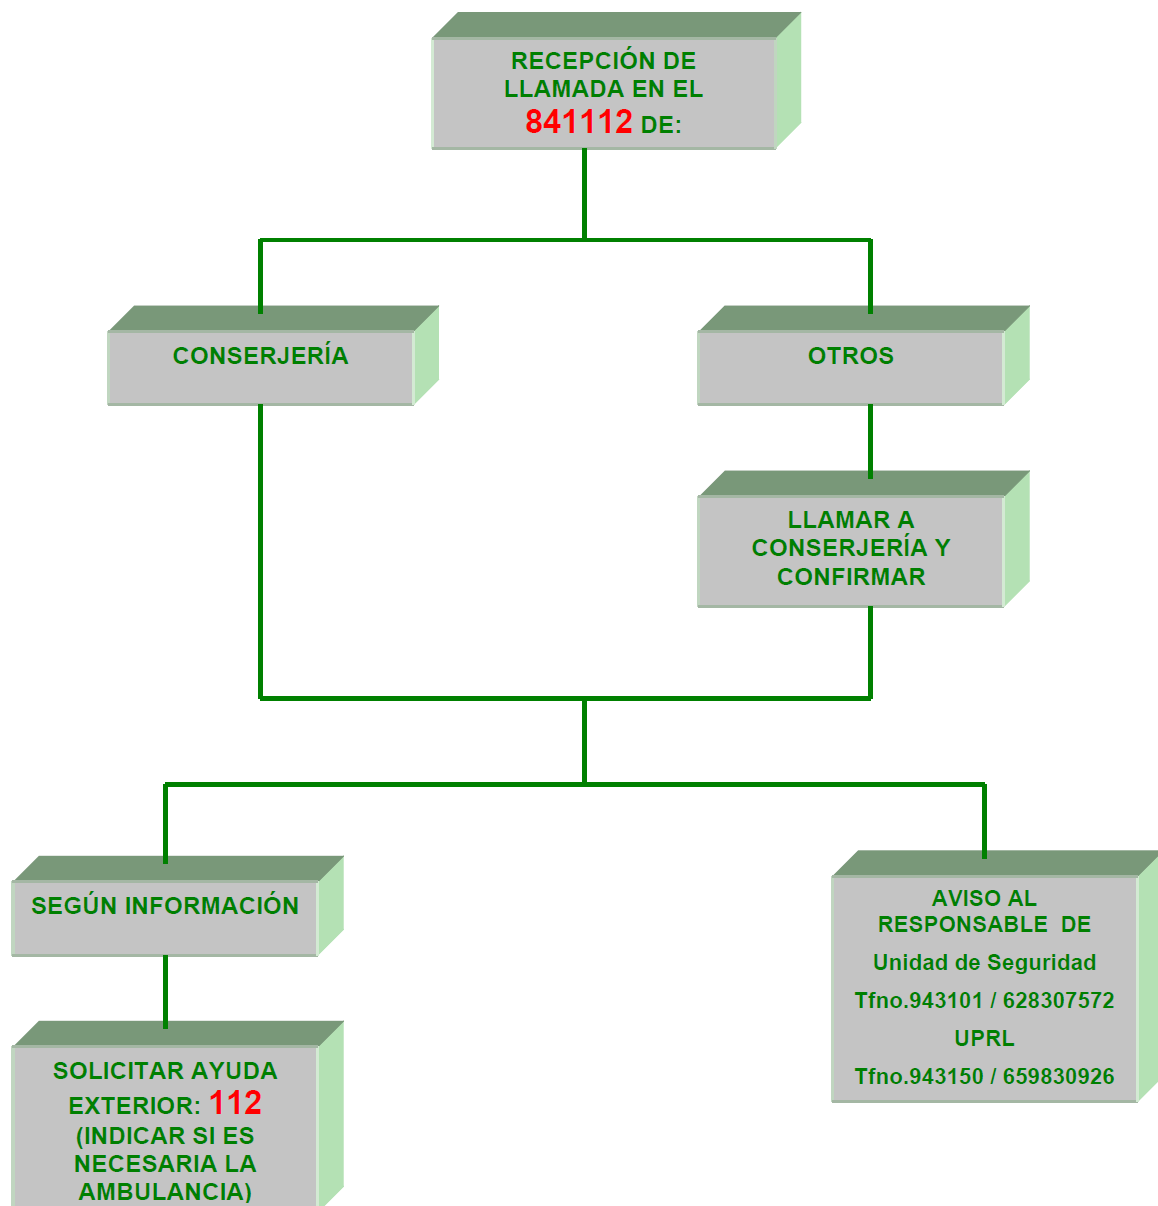 RECEPCIÓN DE
LLAMADA EN EL
841112 DE:
CONSERJERÍA
OTROS
LLAMAR A
CONSERJERÍA Y
CONFIRMAR
SEGÚN INFORMACIÓN
SOLICITAR AYUDA
EXTERIOR: 112
(INDICAR SI ES
NECESARIA LA
AMBULANCIA)
AVISO AL
RESPONSABLE DE
Unidad de Seguridad
Tfno.943101 / 628307572
UPRL
Tfno.943150 / 659830926